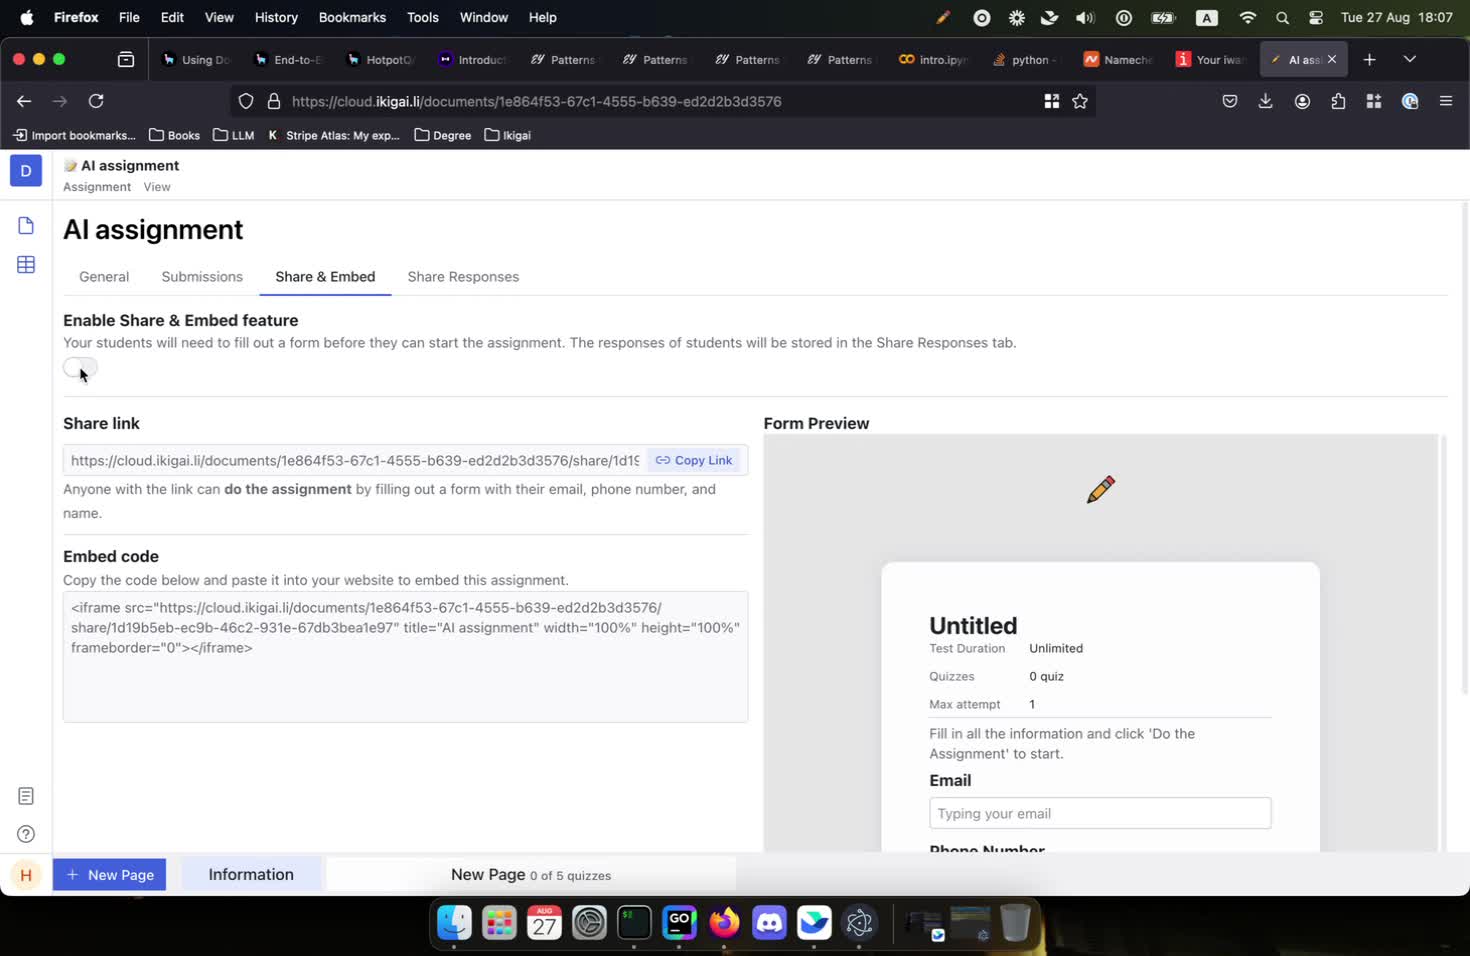 Firefox File Edit View History Bookmarks Tools Window Help A Tue 27 Aug 18:07
Using Do End-to-E HotpotQ Introduct Patterns Patterns Patterns Patterns intro.ipyn python - Nameche Your iwa AI assi
https://cloud.ikigai.li/documents/1e864f53-67c1-4555-b639-ed2d2b3d3576
Import bookmarks... Books LLM K Stripe Atlas: My exp... Degree Ikigai
D
AI assignment
Assignment View
AI assignment
General Submissions Share & Embed Share Responses
Enable Share & Embed feature
Your students will need to fill out a form before they can start the assignment. The responses of students will be stored in the Share Responses tab.
Share link
https://cloud.ikigai.li/documents/1e864f53-67c1-4555-b639-ed2d2b3d3576/share/1d19 Copy Link
Anyone with the link can do the assignment by filling out a form with their email, phone number, and
name.
Embed code
Copy the code below and paste it into your website to embed this assignment.
<iframe src="https://cloud.ikigai.li/documents/1e864f53-67c1-4555-b639-ed2d2b3d3576/
share/1d19b5eb-ec9b-46c2-931e-67db3bea1e97" title="AI assignment" width="100%" height="100%"
frameborder="0"></iframe>
Form Preview
Untitled
Test Duration Unlimited
Quizzes 0 quiz
Max attempt 1
Fill in all the information and click 'Do the
Assignment' to start.
Email
Typing your email
Phone Number
H
+ New Page Information New Page 0 of 5 quizzes
AUG
27
GO